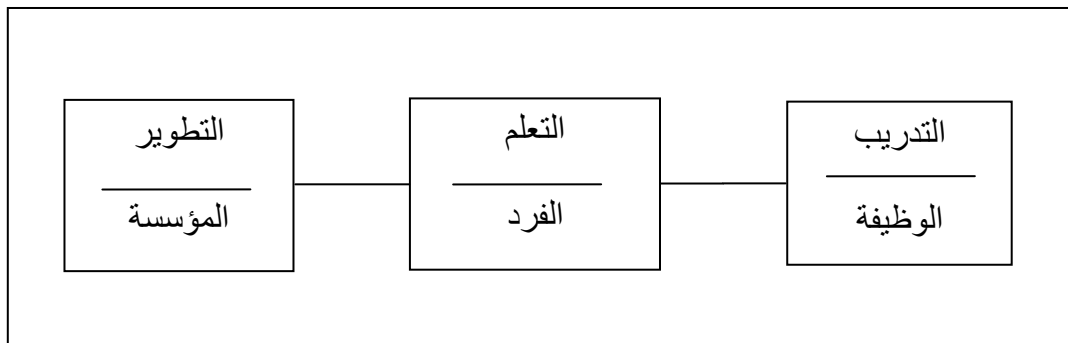 التدريب
الوظيفة
التعلم
الفرد
التطوير
المؤسسة